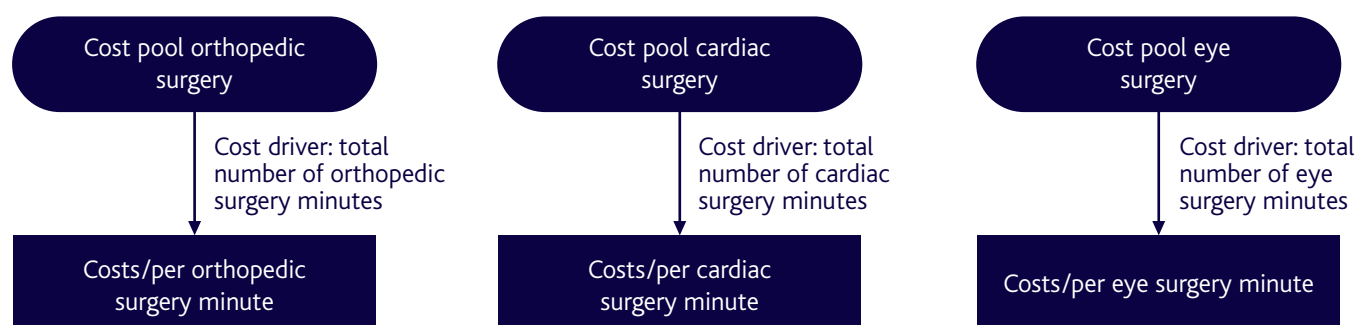 Cost pool orthopedic
surgery
Cost pool cardiac
surgery
Cost pool eye
surgery
Cost driver: total
number of orthopedic
surgery minutes
Cost driver: total
number of cardiac
surgery minutes
Cost driver: total
number of eye
surgery minutes
Costs/per orthopedic
surgery minute
Costs/per cardiac
surgery minute
Costs/per eye surgery minute